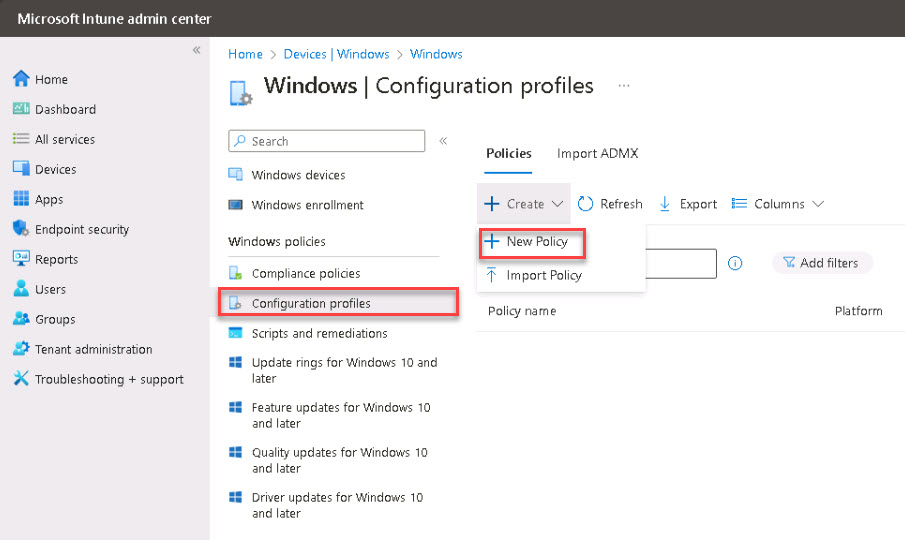 Microsoft Intune admin center
«
Home
Dashboard
All services
Devices
Apps
Endpoint security
Reports
Users
Groups
Tenant administration
Troubleshooting + support
Home > Devices | Windows > Windows
Windows | Configuration profiles ...
Search «
Windows devices
Windows enrollment
Windows policies
Compliance policies
Configuration profiles
Scripts and remediations
Update rings for Windows 10 and
later
Feature updates for Windows 10
and later
Quality updates for Windows 10
and later
Driver updates for Windows 10
and later
Policies Import ADMX
Create Refresh Export Columns
New Policy
Import Policy
Add filters
Policy name Platform